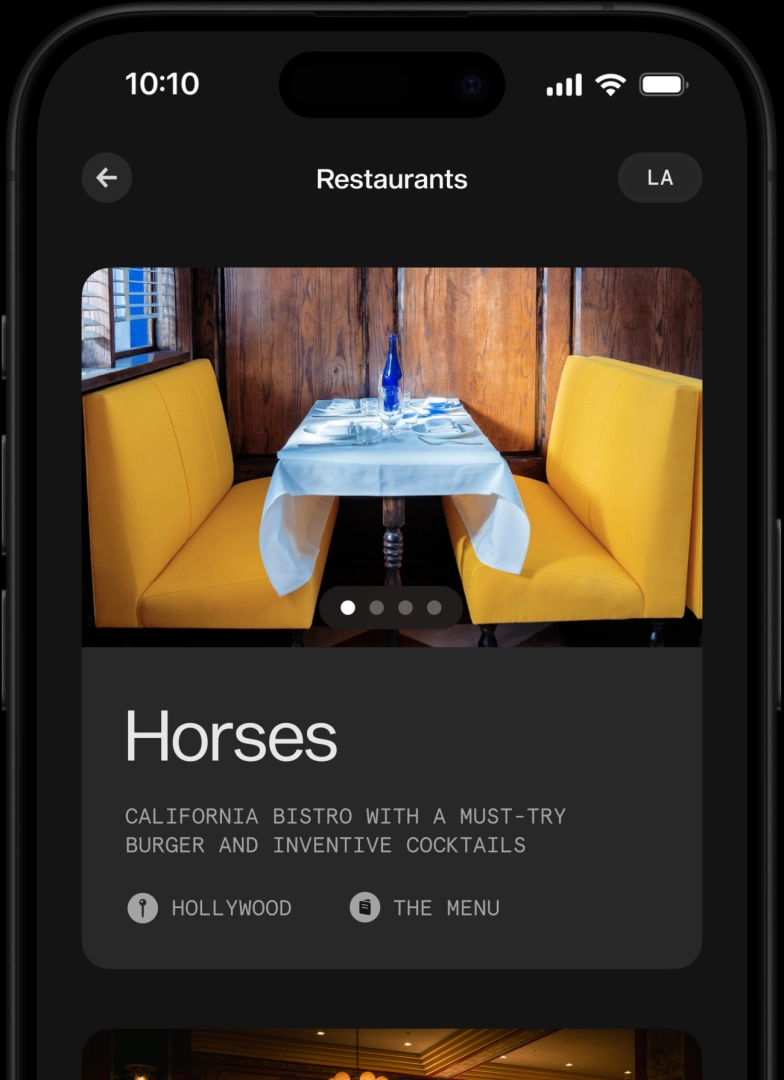 10:10
Restaurants
LA
Horses
CALIFORNIA BISTRO WITH A MUST-TRY
BURGER AND INVENTIVE COCKTAILS
HOLLYWOOD
THE MENU